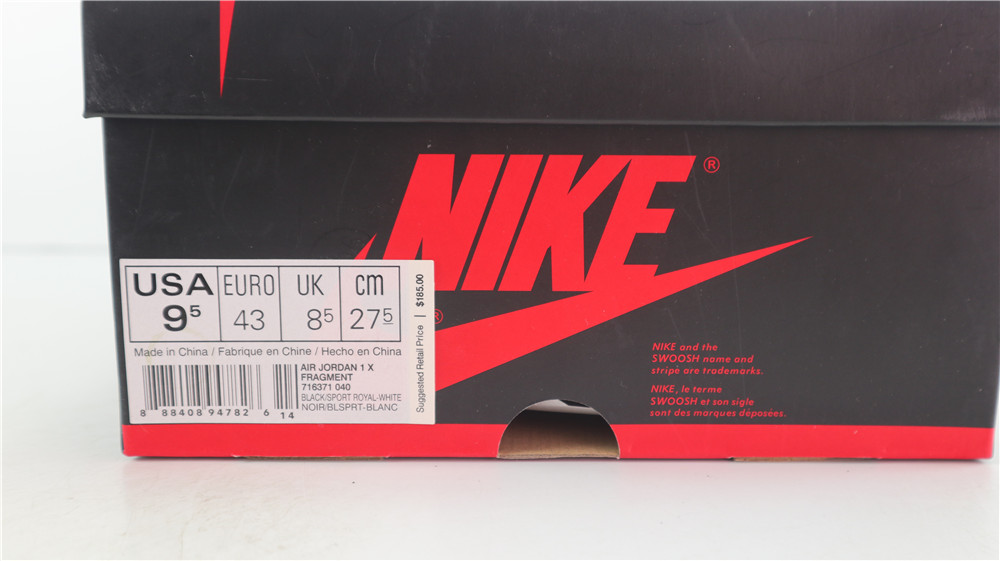 NIKE ®
®
USA EURO UK cm
9⁵ 43 8⁵ 27⁵
Made in China / Fabrique en Chine / Hecho en China
AIR JORDAN 1 X
FRAGMENT
716371 040
BLACK/SPORT ROYAL-WHITE
NOIR/BLSPRT-BLANC
8 88408 94782 6 14
Suggested Retail Price | $185.00
NIKE and the
SWOOSH name and
stripe are trademarks.
NIKE, le terme
SWOOSH et son sigle
sont des marques déposées.